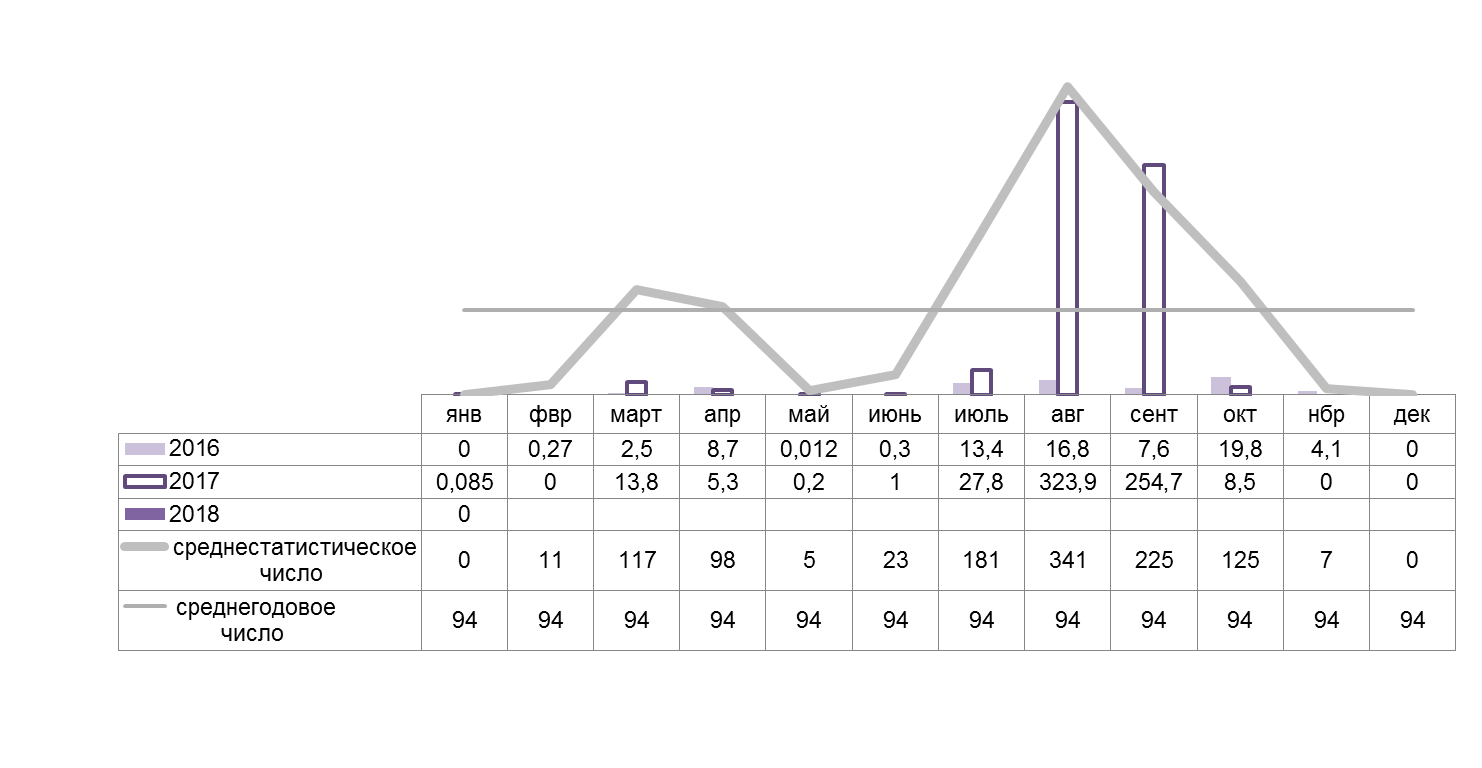 янв фвр март апр май июнь июль авг сент окт нбр дек
2016 0 0,27 2,5 8,7 0,012 0,3 13,4 16,8 7,6 19,8 4,1 0
2017 0,085 0 13,8 5,3 0,2 1 27,8 323,9 254,7 8,5 0 0
2018 0
среднестатистическое
число 0 11 117 98 5 23 181 341 225 125 7 0
среднегодовое
число 94 94 94 94 94 94 94 94 94 94 94 94